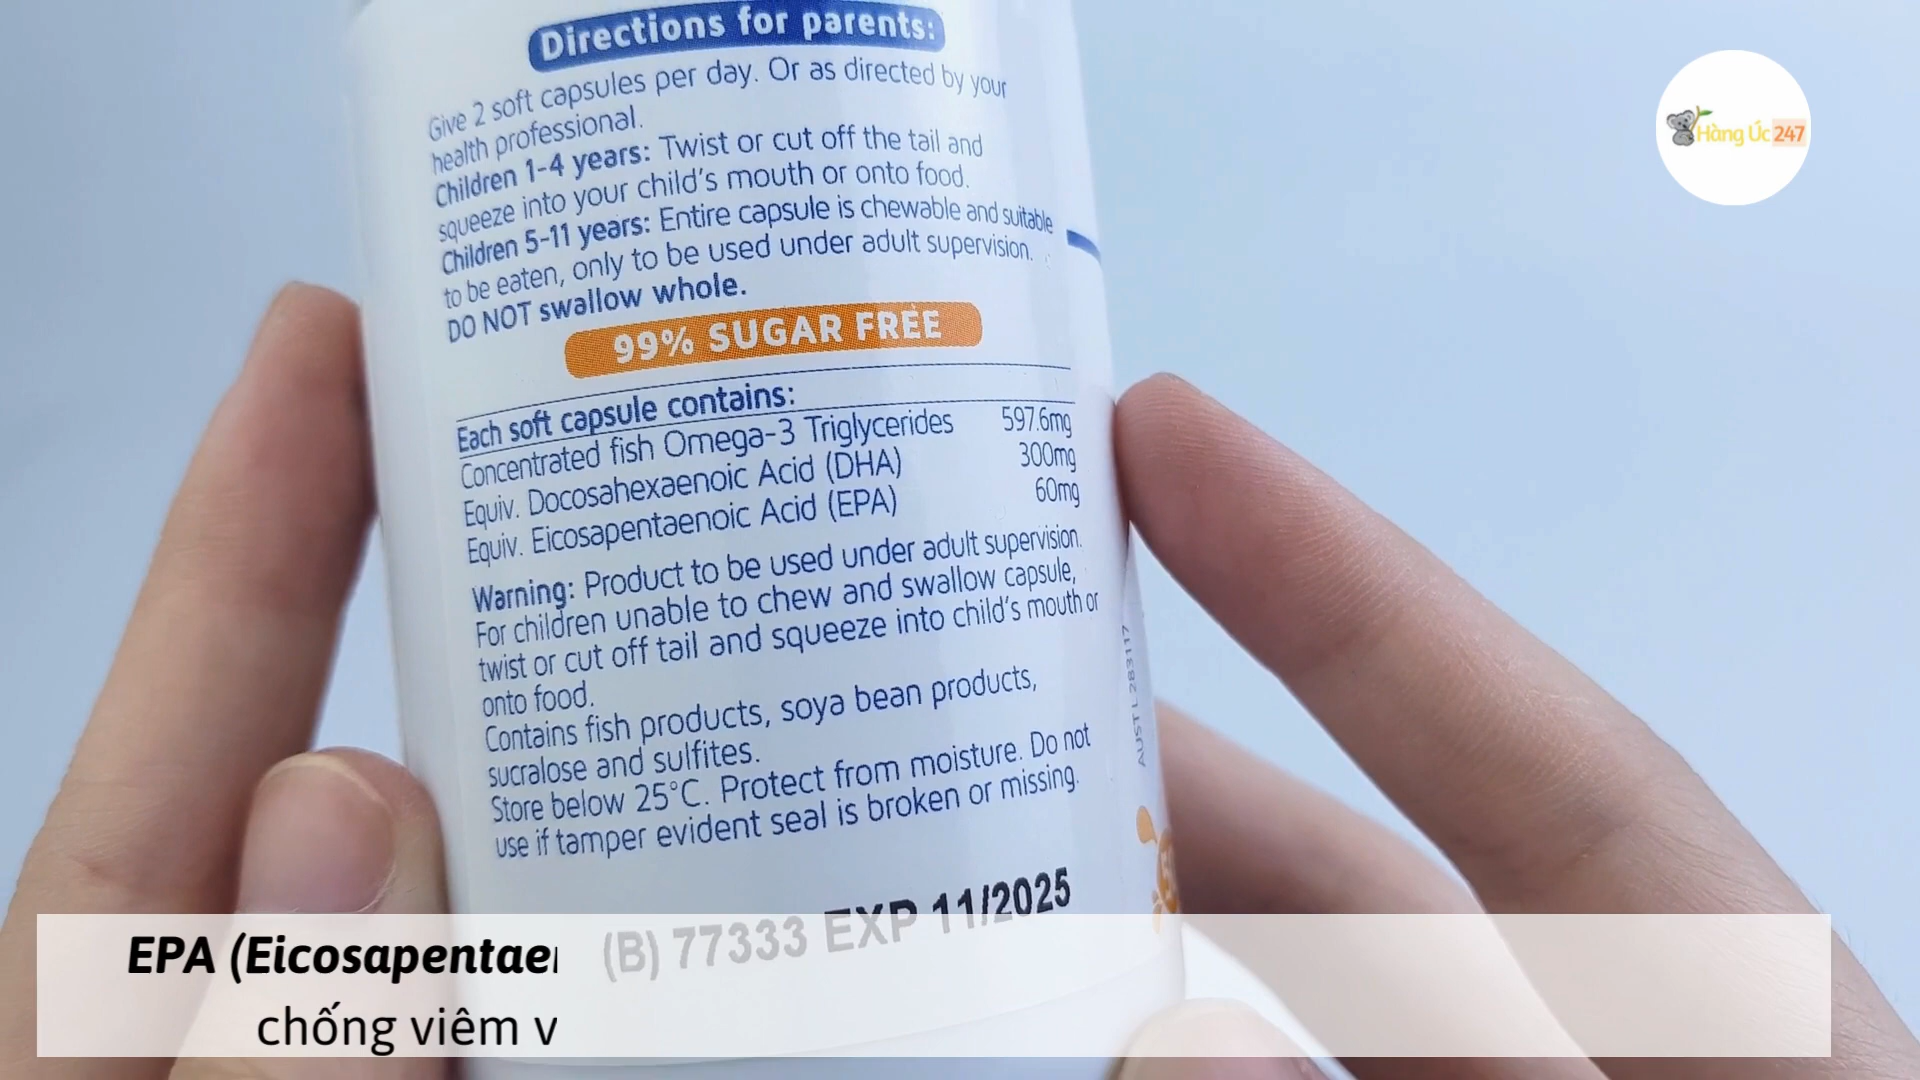 Directions for parents:
Give 2 soft capsules per day. Or as directed by your
health professional.
Children 1-4 years: Twist or cut off the tail and
squeeze into your child's mouth or onto food.
Children 5-11 years: Entire capsule is chewable and suitable
to be eaten, only to be used under adult supervision.
DO NOT swallow whole.
99% SUGAR FREE
Each soft capsule contains:
Concentrated fish Omega-3 Triglycerides 597.6mg
Equiv. Docosahexaenoic Acid (DHA) 300mg
Equiv. Eicosapentaenoic Acid (EPA) 60mg
Warning: Product to be used under adult supervision.
For children unable to chew and swallow capsule,
twist or cut off tail and squeeze into child's mouth or
onto food.
Contains fish products, soya bean products,
sucralose and sulfites.
Store below 25°C. Protect from moisture. Do not
use if tamper evident seal is broken or missing.
(B) 77333 EXP 11/2025
AUST L 283117
Hàng Úc 247
EPA (Eicosapentae
chống viêm v